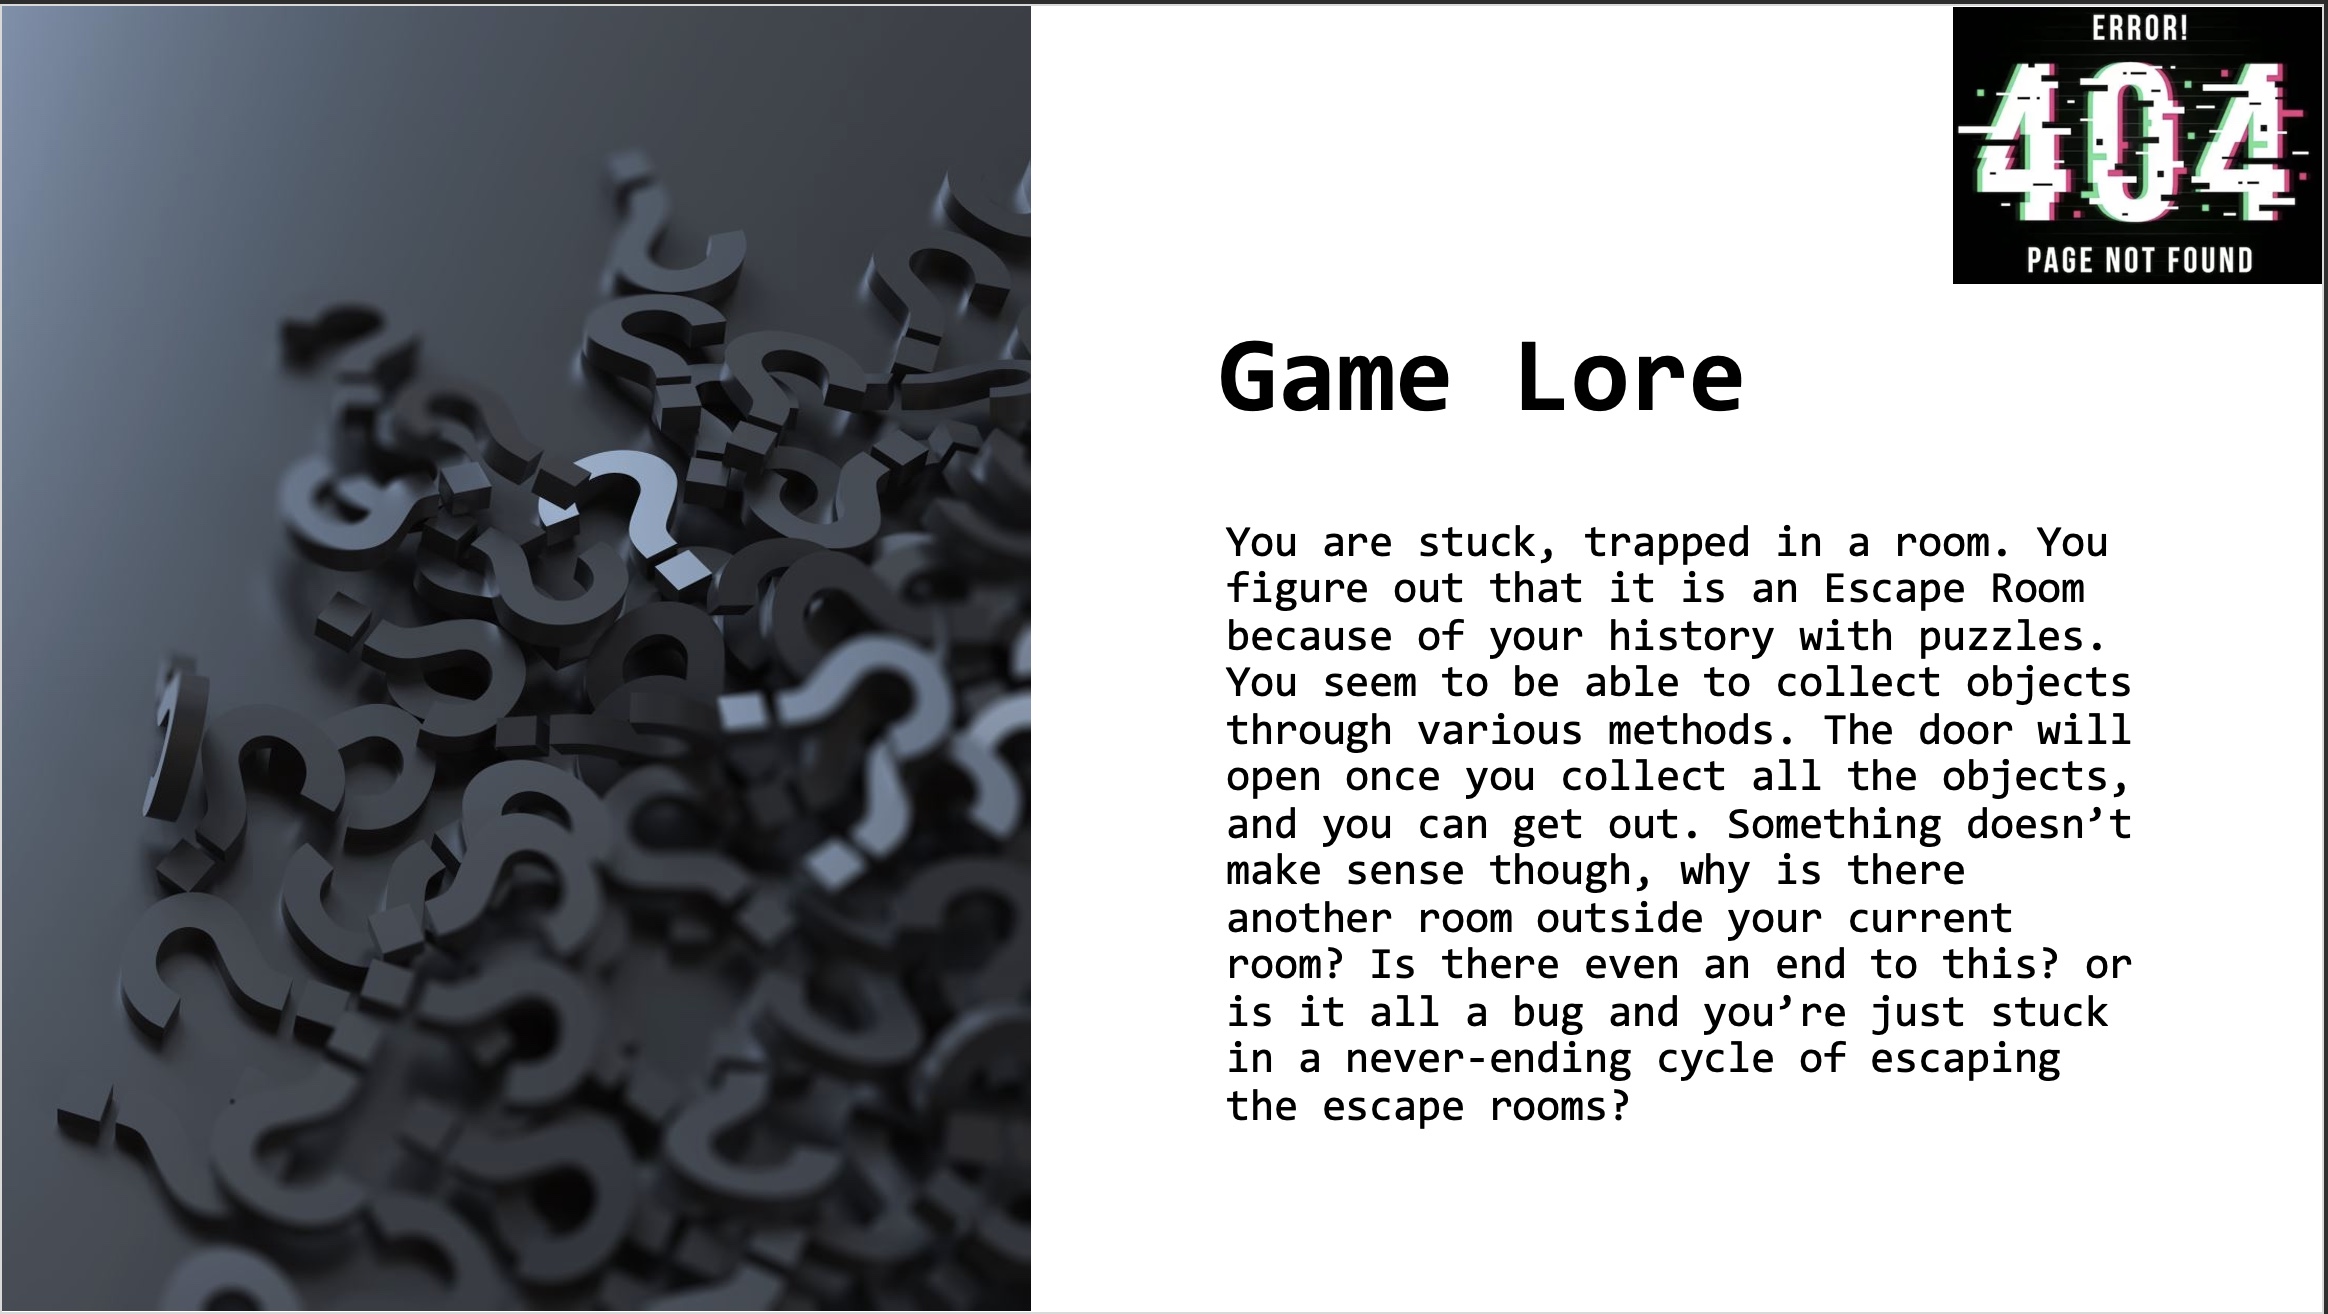 ERROR!
404
PAGE NOT FOUND
Game Lore
You are stuck, trapped in a room. You
figure out that it is an Escape Room
because of your history with puzzles.
You seem to be able to collect objects
through various methods. The door will
open once you collect all the objects,
and you can get out. Something doesn’t
make sense though, why is there
another room outside your current
room? Is there even an end to this? or
is it all a bug and you’re just stuck
in a never-ending cycle of escaping
the escape rooms?